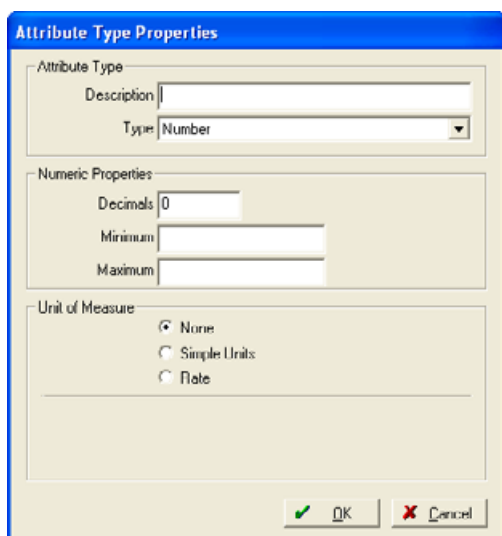 Attribute Type Properties
Attribute Type
Description
Type Number
Numeric Properties
Decimals 0
Minimum
Maximum
Unit of Measure
None
Simple Units
Rate
OK Cancel